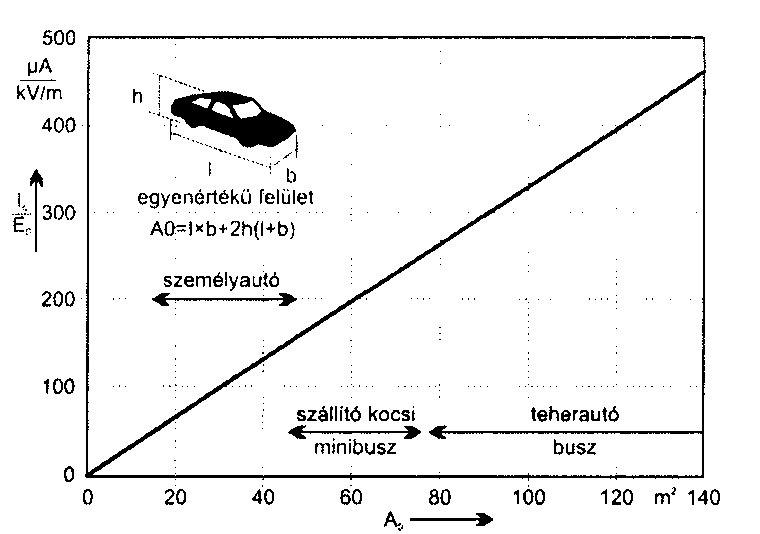 500
µA
kV/m
400
300
200
100
0
h
l
b
egyenértékű felület
A0=l×b+2h(l+b)
személyautó
szállító kocsi
minibusz
teherautó
busz
0 20 40 60 80 100 120 m² 140